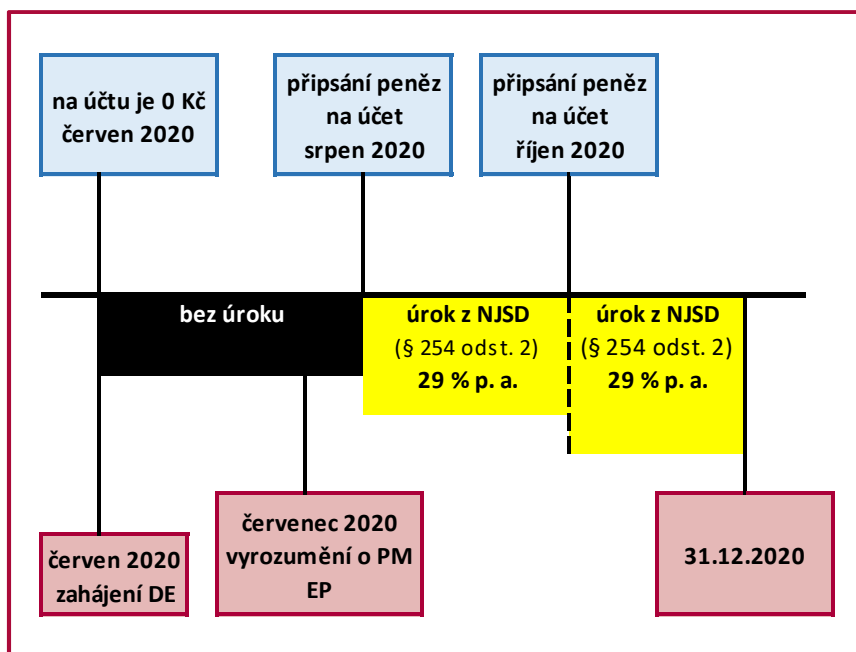 na účtu je 0 Kč
červen 2020
připsání peněz
na účet
srpen 2020
připsání peněz
na účet
říjen 2020
bez úroku
úrok z NJSD
(§ 254 odst. 2)
29 % p. a.
úrok z NJSD
(§ 254 odst. 2)
29 % p. a.
červen 2020
zahájení DE
červenec 2020
vyrozumění o PM
EP
31.12.2020